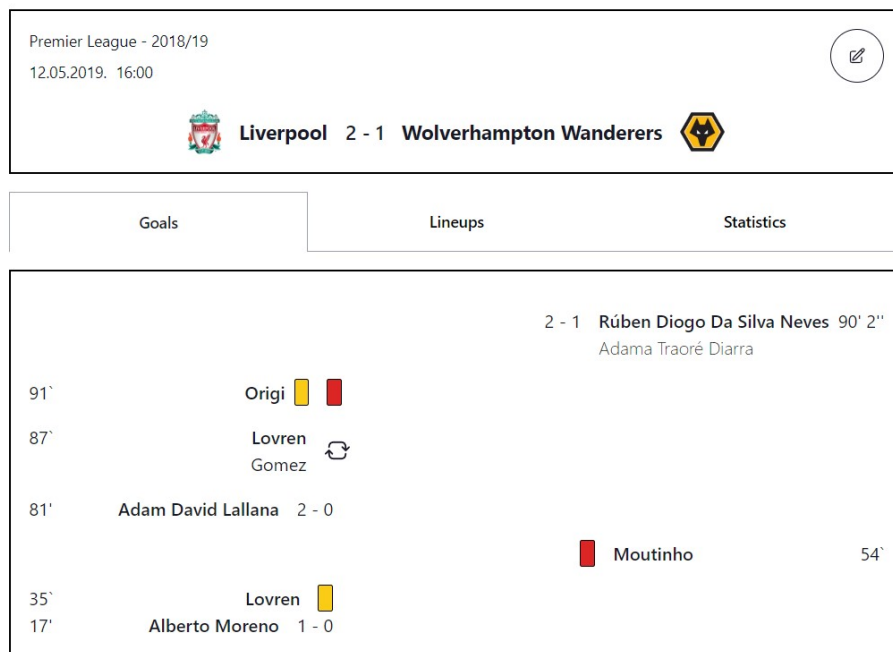 Premier League - 2018/19
12.05.2019. 16:00
Liverpool 2 - 1 Wolverhampton Wanderers
Goals Lineups Statistics
2 - 1 Rúben Diogo Da Silva Neves 90' 2''
Adama Traoré Diarra
91` Origi
87` Lovren
Gomez
81' Adam David Lallana 2 - 0
Moutinho 54`
35` Lovren
17' Alberto Moreno 1 - 0